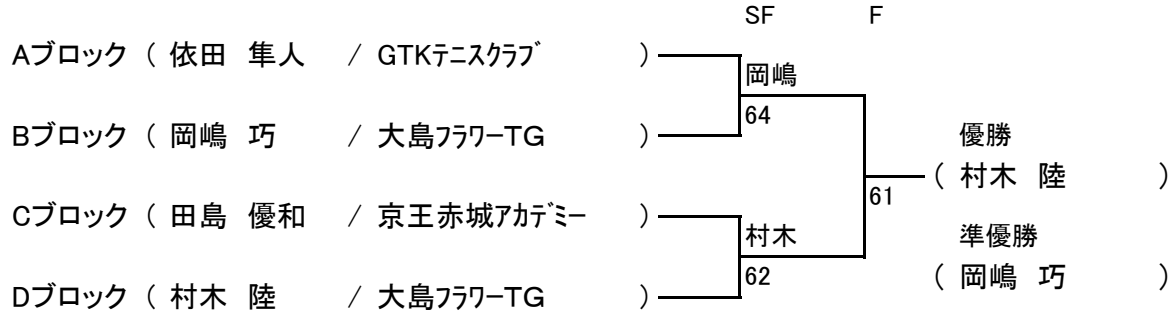 SF F
Aブロック ( 依田 隼人 / GTKﾃﾆｽｸﾗﾌﾞ )
岡嶋
64
Bブロック ( 岡嶋 巧 / 大島ﾌﾗﾜｰTG )
優勝
( 村木 陸 )
61
Cブロック ( 田島 優和 / 京王赤城ｱｶﾃﾞﾐｰ )
村木
準優勝
62
( 岡嶋 巧 )
Dブロック ( 村木 陸 / 大島ﾌﾗﾜｰTG )